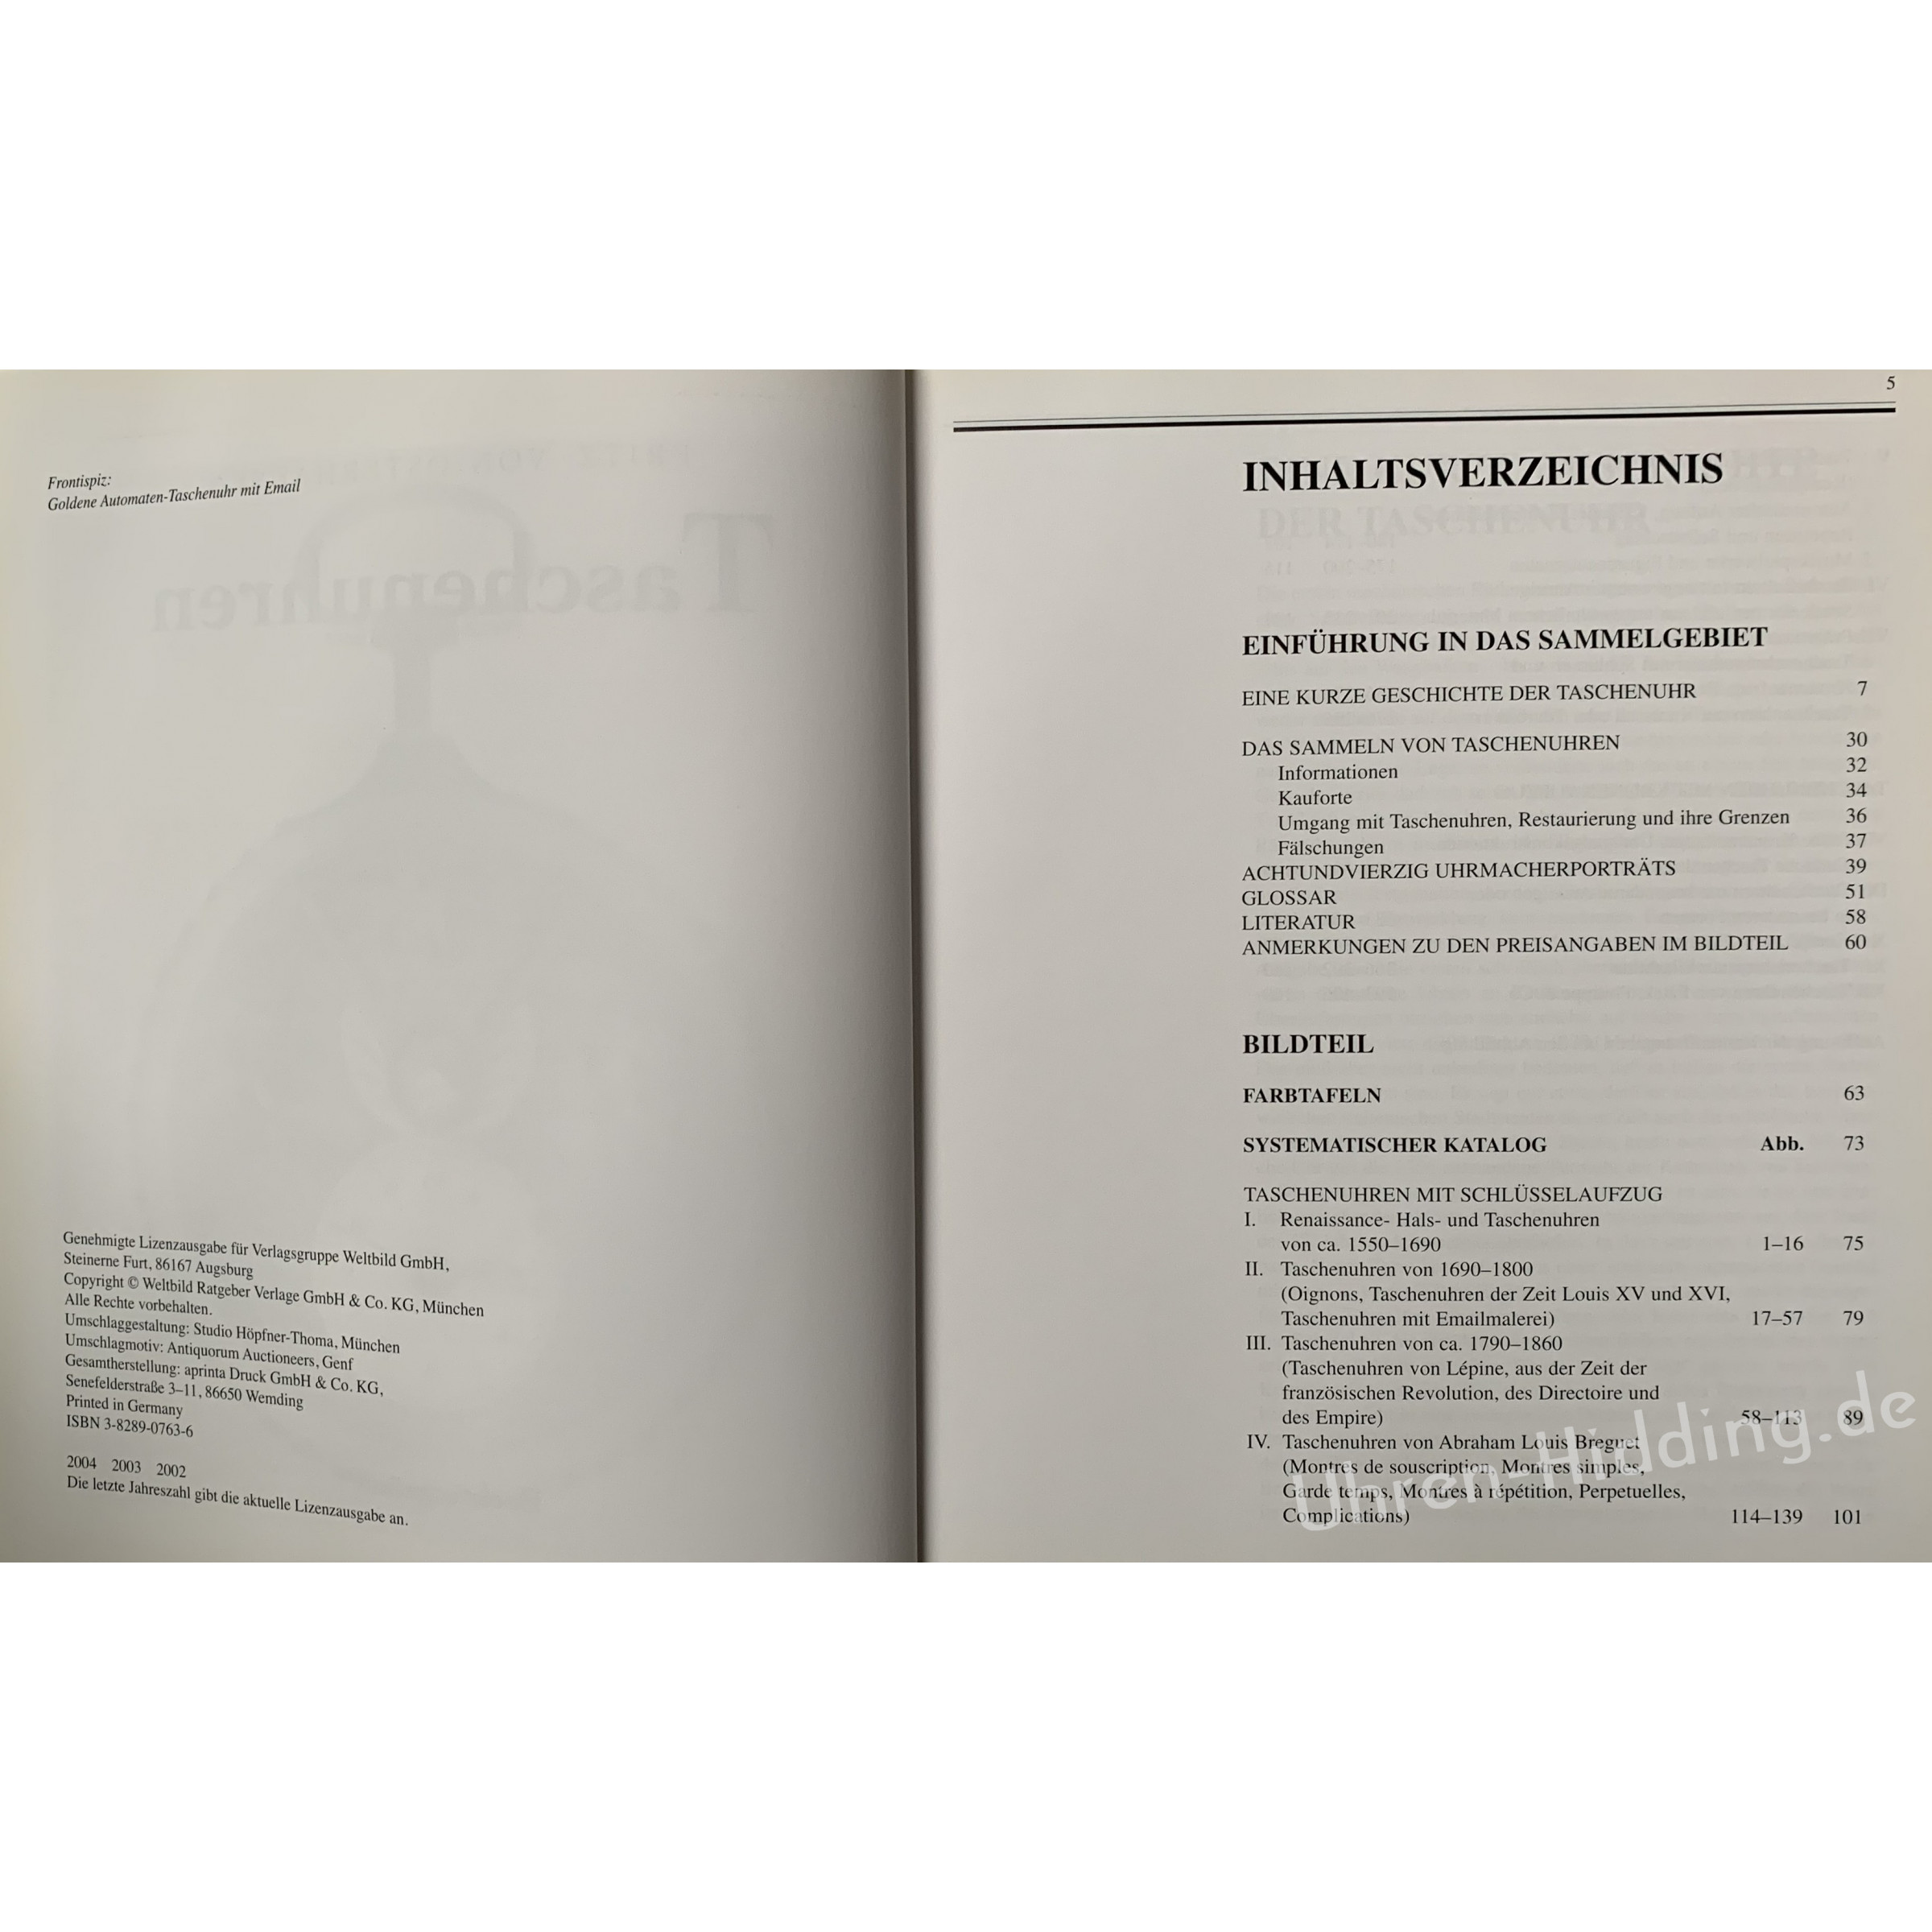 Frontispiz:
Goldene Automaten-Taschenuhr mit Email
Taschenuhren
Genehmigte Lizenzausgabe für Verlagsgruppe Weltbild GmbH,
Steinerne Furt, 86167 Augsburg
Copyright © Weltbild Ratgeber Verlage GmbH & Co. KG, München
Alle Rechte vorbehalten.
Umschlaggestaltung: Studio Höpfner-Thoma, München
Umschlagmotiv: Antiquorum Auctioneers, Genf
Gesamtherstellung: aprinta Druck GmbH & Co. KG,
Senefelderstraße 3–11, 86650 Wemding
Printed in Germany
ISBN 3-8289-0763-6
2004 2003 2002
Die letzte Jahreszahl gibt die aktuelle Lizenzausgabe an.
5
INHALTSVERZEICHNIS
DER TASCHENUHR
EINFÜHRUNG IN DAS SAMMELGEBIET
EINE KURZE GESCHICHTE DER TASCHENUHR 7
DAS SAMMELN VON TASCHENUHREN 30
Informationen 32
Kauforte 34
Umgang mit Taschenuhren, Restaurierung und ihre Grenzen 36
Fälschungen 37
ACHTUNDVIERZIG UHRMACHERPORTRÄTS 39
GLOSSAR 51
LITERATUR 58
ANMERKUNGEN ZU DEN PREISANGABEN IM BILDTEIL 60
BILDTEIL
FARBTAFELN 63
SYSTEMATISCHER KATALOG Abb. 73
TASCHENUHREN MIT SCHLÜSSELAUFZUG
I. Renaissance- Hals- und Taschenuhren
von ca. 1550–1690 1–16 75
II. Taschenuhren von 1690–1800
(Oignons, Taschenuhren der Zeit Louis XV und XVI,
Taschenuhren mit Emailmalerei) 17–57 79
III. Taschenuhren von ca. 1790–1860
(Taschenuhren von Lépine, aus der Zeit der
französischen Revolution, des Directoire und
des Empire) 58–113 89
IV. Taschenuhren von Abraham Louis Breguet
(Montres de souscription, Montres simples,
Garde temps, Montres à répétition, Perpetuelles,
Complications) 114–139 101
Uhren-Hidding.de